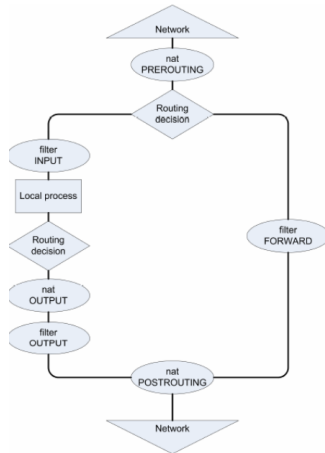 Network
nat
PREROUTING
Routing
decision
filter
INPUT
Local process
Routing
decision
nat
OUTPUT
filter
OUTPUT
filter
FORWARD
nat
POSTROUTING
Network